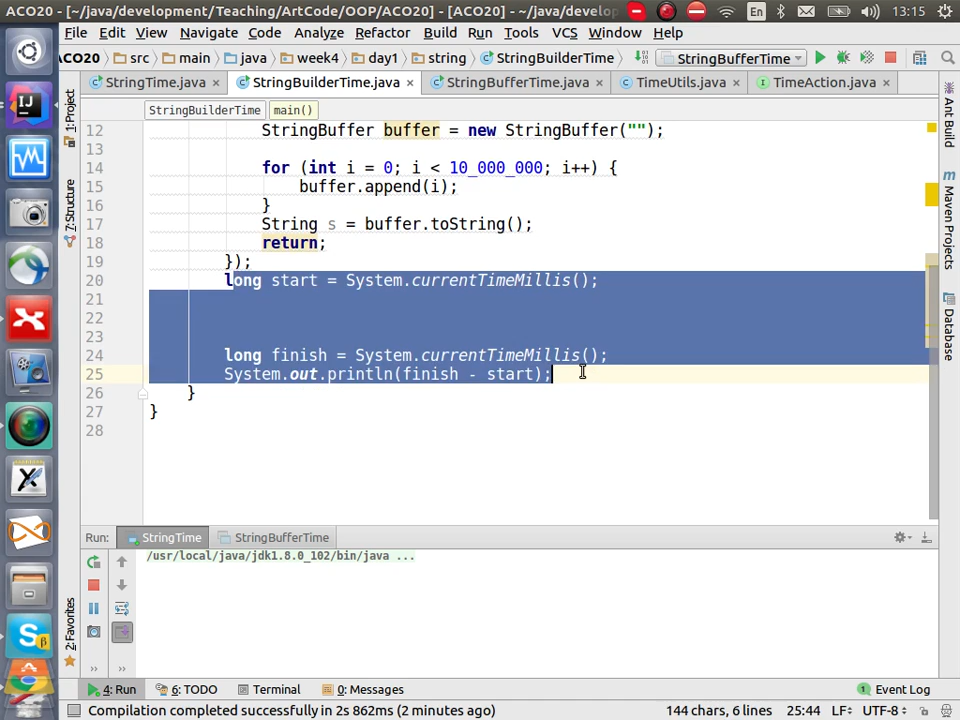 ACO20 - [~/java/development/Teaching/ArtCode/OOP/ACO20] - [ACO20] - [~/java/develop En 13:15
File Edit View Navigate Code Analyze Refactor Build Run Tools VCS Window Help
ACO20 src main java week4 day1 string StringBuilderTime StringBufferTime
StringTime.java StringBuilderTime.java StringBufferTime.java TimeUtils.java TimeAction.java
StringBuilderTime main()
1: Project
7: Structure
2: Favorites
Ant Build
Maven Projects
Database
12 StringBuffer buffer = new StringBuffer("");
13
14 for (int i = 0; i < 10_000_000; i++) {
15 buffer.append(i);
16 }
17 String s = buffer.toString();
18 return;
19 });
20 long start = System.currentTimeMillis();
21
22
23
24 long finish = System.currentTimeMillis();
25 System.out.println(finish - start);
26 }
27 }
28
Run: StringTime StringBufferTime
/usr/local/java/jdk1.8.0_102/bin/java ...
4: Run 6: TODO Terminal 0: Messages 1 Event Log
Compilation completed successfully in 2s 862ms (2 minutes ago) 144 chars, 6 lines 25:44 LF UTF-8